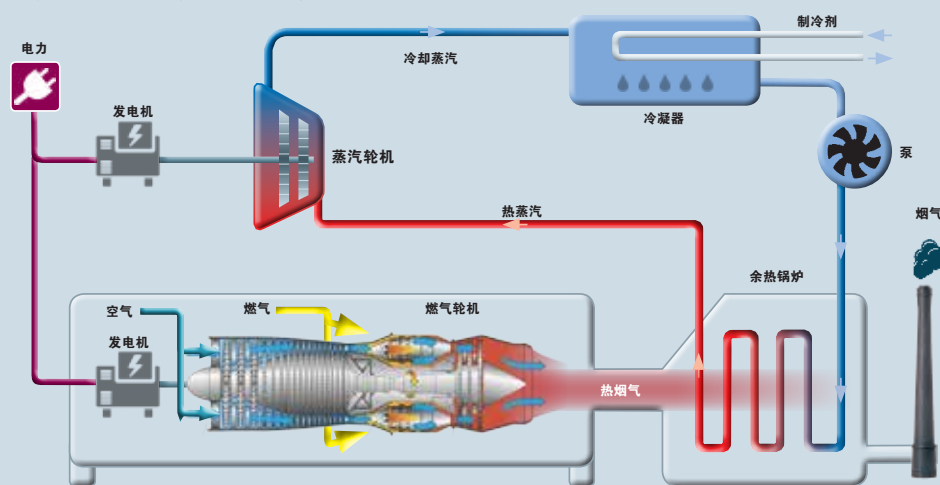 制冷剂
电力
冷却蒸汽
发电机
冷凝器
蒸汽轮机
泵
热蒸汽
烟气
余热锅炉
空气
燃气
燃气轮机
发电机
热烟气